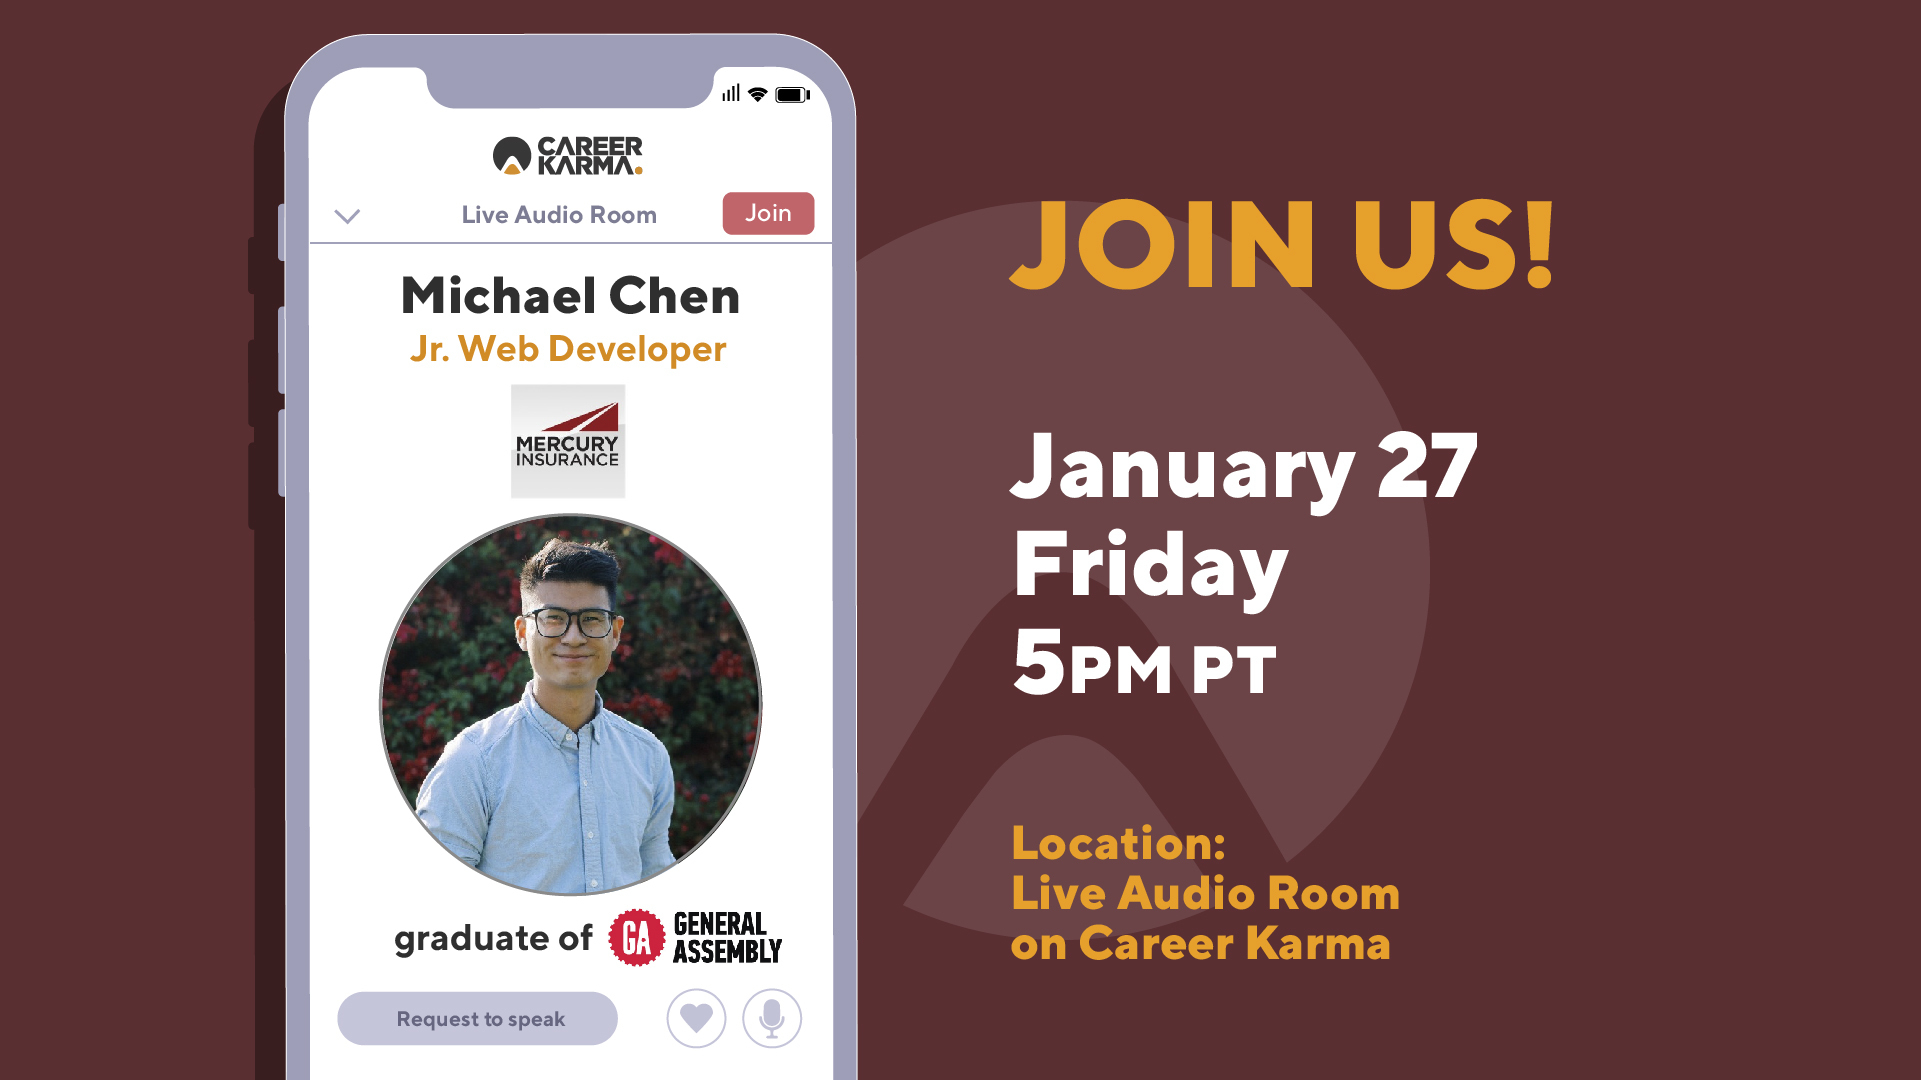 CAREER
KARMA.
Live Audio Room
Join
Michael Chen
Jr. Web Developer
MERCURY
INSURANCE
graduate of
GA
GENERAL
ASSEMBLY
Request to speak
JOIN US!
January 27
Friday
5PM PT
Location:
Live Audio Room
on Career Karma